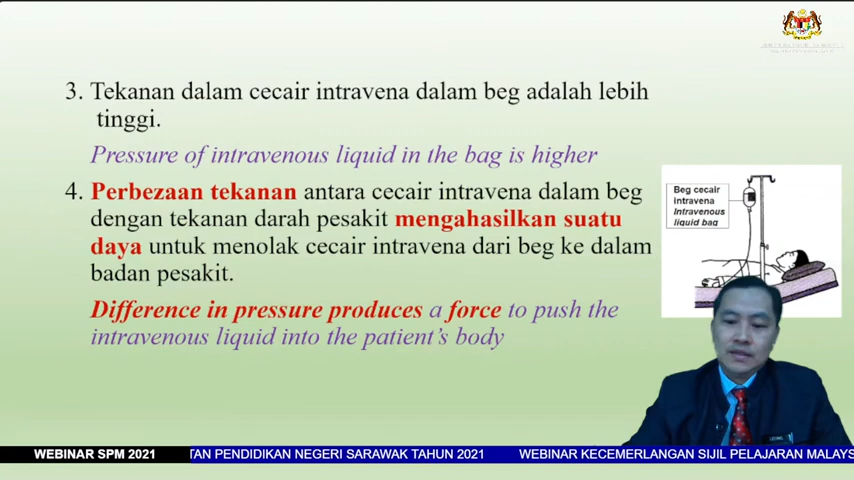 3. Tekanan dalam cecair intravena dalam beg adalah lebih
tinggi.
Pressure of intravenous liquid in the bag is higher
4. Perbezaan tekanan antara cecair intravena dalam beg
dengan tekanan darah pesakit mengahasilkan suatu
daya untuk menolak cecair intravena dari beg ke dalam
badan pesakit.
Difference in pressure produces a force to push the
intravenous liquid into the patient's body
Beg cecair
intravena
Intravenous
liquid bag
WEBINAR SPM 2021
TAN PENDIDIKAN NEGERI SARAWAK TAHUN 2021 WEBINAR KECEMERLANGAN SIJIL PELAJARAN MALAYS